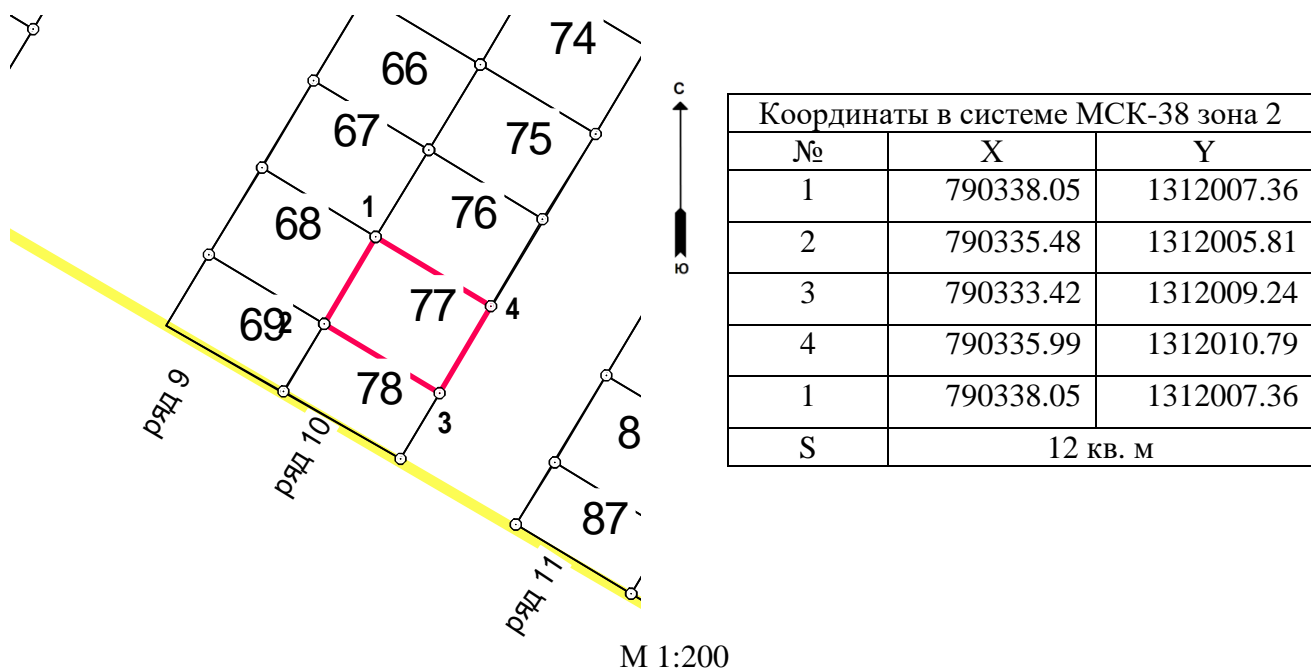 74
66
67
75
1
76
68
77
4
69
2
78
3
8
87
ряд 9
ряд 10
ряд 11
С
Ю
Координаты в системе МСК-38 зона 2
№ X Y
1 790338.05 1312007.36
2 790335.48 1312005.81
3 790333.42 1312009.24
4 790335.99 1312010.79
1 790338.05 1312007.36
S 12 кв. м
М 1:200